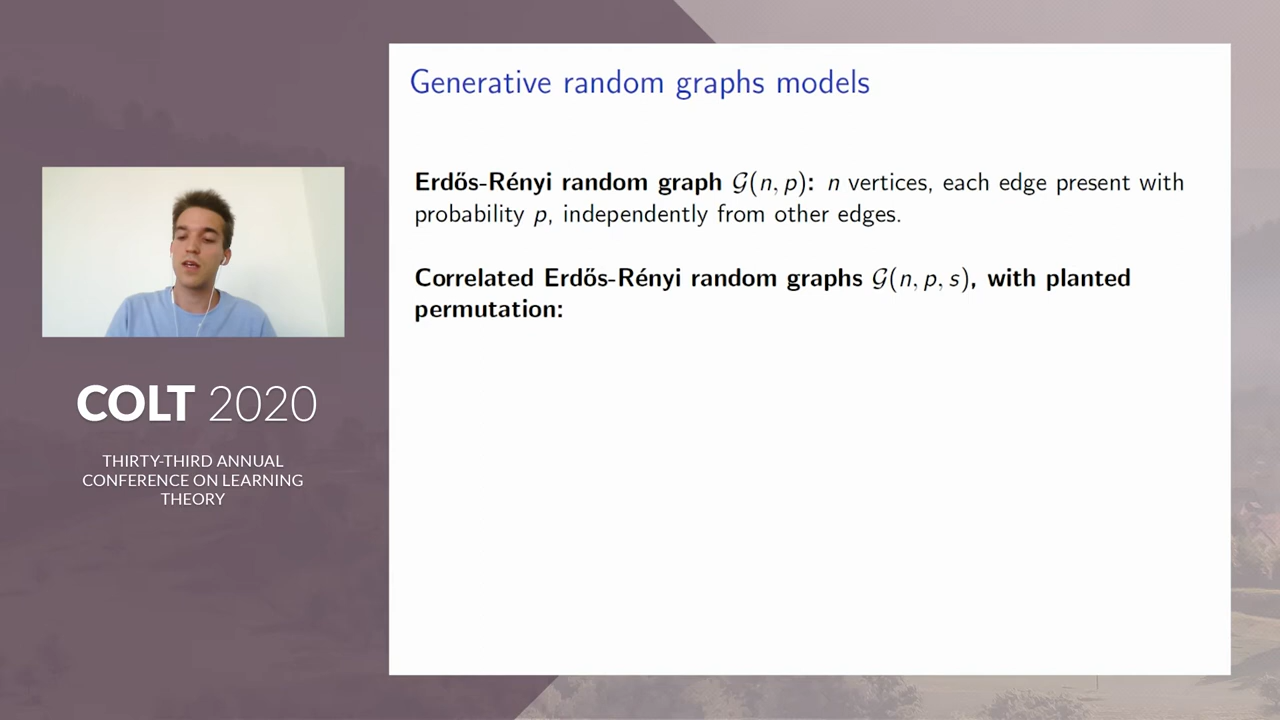 Generative random graphs models
Erdős-Rényi random graph 𝒢(n, p): n vertices, each edge present with
probability p, independently from other edges.
Correlated Erdős-Rényi random graphs 𝒢(n, p, s), with planted
permutation:
COLT 2020
THIRTY-THIRD ANNUAL
CONFERENCE ON LEARNING
THEORY